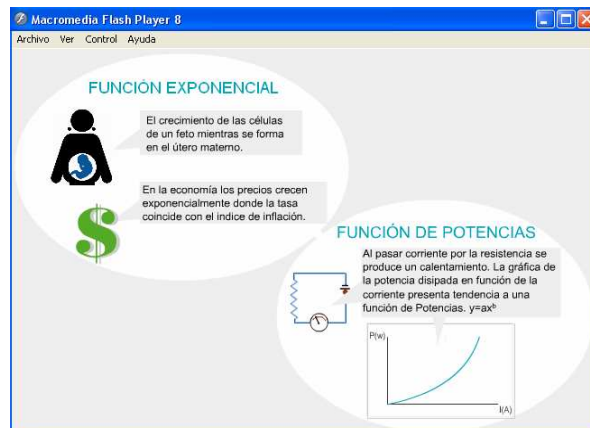 Macromedia Flash Player 8
Archivo Ver Control Ayuda
FUNCIÓN EXPONENCIAL
El crecimiento de las células
de un feto mientras se forma
en el útero materno.
En la economía los precios crecen
exponencialmente donde la tasa
coincide con el indice de inflación.
$
FUNCIÓN DE POTENCIAS
Al pasar corriente por la resistencia se
produce un calentamiento. La gráfica de
la potencia disipada en función de la
corriente presenta tendencia a una
función de Potencias. y=axᵇ
P(w)
I(A)